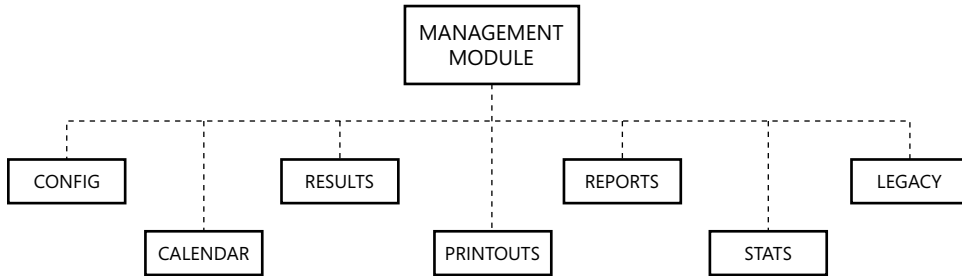 MANAGEMENT
MODULE
CONFIG
RESULTS
REPORTS
LEGACY
CALENDAR
PRINTOUTS
STATS